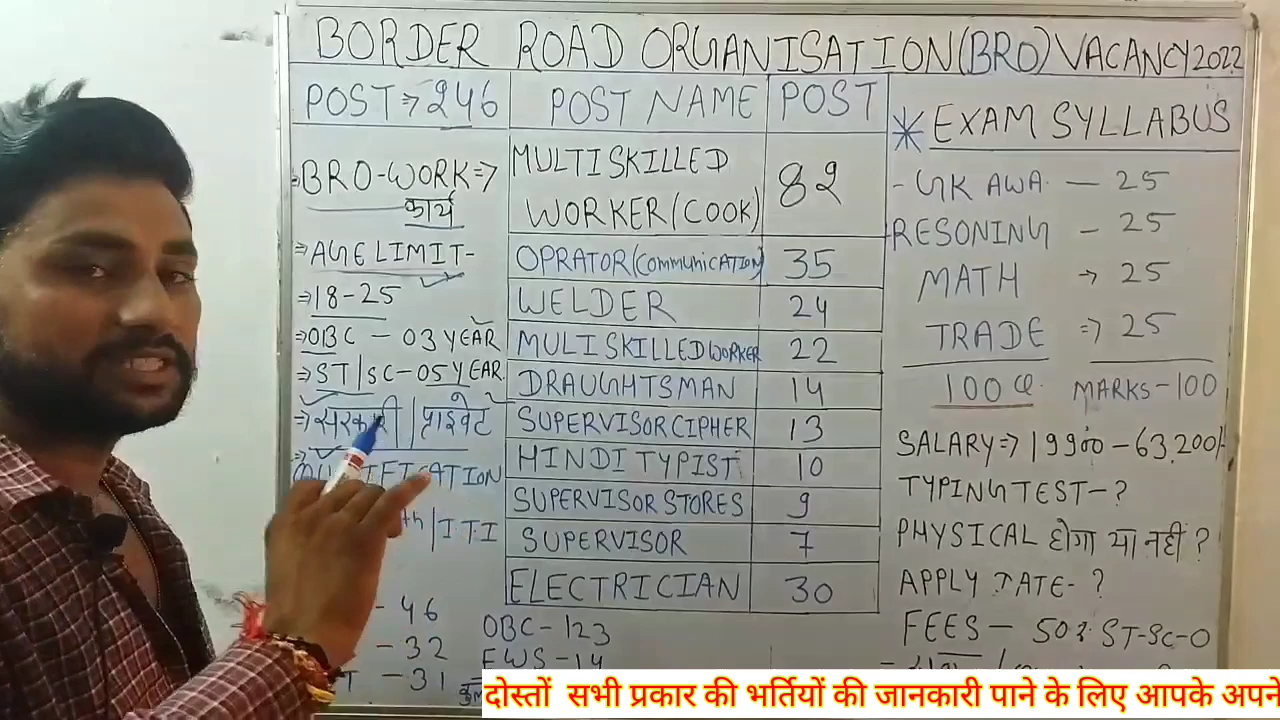 BORDER ROAD ORGANISATION(BRO)VACANCY2022
POST⇒246
⇒BRO-WORK⇒
कार्य
⇒AGE LIMIT-
⇒18-25
⇒OBC - 03 YEAR
⇒ST/SC-05 YEAR
⇒सरकारी / प्राइवेट
th/ITI
- 46
- 32
- 31
POST NAME POST
MULTISKILLED
WORKER(COOK) 82
OPRATOR(COMMUNICATION) 35
WELDER 24
MULISKILLEDWORKER 22
DRAUGHTSMAN 14
SUPERVISOR CIPHER 13
HINDI TYPIST 10
SUPERVISOR STORES 9
SUPERVISOR 7
ELECTRICIAN 30
OBC-123
EWS-14
* EXAM SYLLABUS
- GK AWA. — 25
RESONING - 25
MATH → 25
TRADE ⇒ 25
100 Q. MARKS-100
SALARY⇒19900-63,200/-
TYPING TEST-?
PHYSICAL होगा या नहीं ?
APPLY DATE- ?
FEES — 50₹ ST-SC-0
दोस्तों सभी प्रकार की भर्तियों की जानकारी पाने के लिए आपके अपने